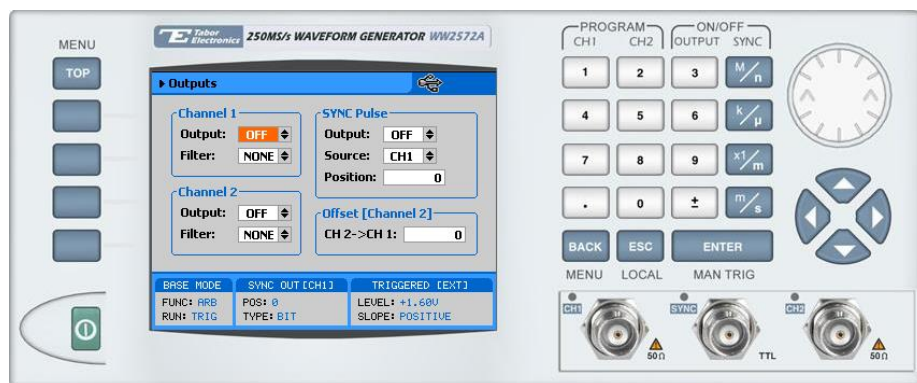 MENU
TOP
Tabor Electronics
250MS/s WAVEFORM GENERATOR WW2572A
Outputs
Channel 1
Output: OFF
Filter: NONE
Channel 2
Output: OFF
Filter: NONE
SYNC Pulse
Output: OFF
Source: CH1
Position: 0
Offset [Channel 2]
CH 2->CH 1: 0
BASE MODE
FUNC: ARB
RUN: TRIG
SYNC OUT [CH1]
POS: 0
TYPE: BIT
TRIGGERED [EXT]
LEVEL: +1.60V
SLOPE: POSITIVE
PROGRAM
CH1 CH2
ON/OFF
OUTPUT SYNC
1 2 3 M/n
4 5 6 k/µ
7 8 9 x1/m
. 0 ± m/s
BACK ESC ENTER
MENU LOCAL MAN TRIG
CH1 SYNC CH2
50Ω TTL 50Ω